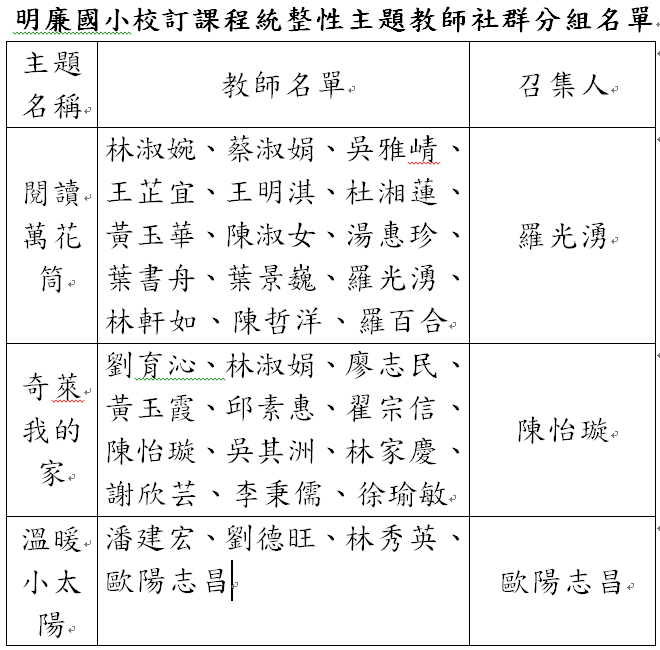 明廉國小校訂課程統整性主題教師社群分組名單
主題
名稱
教師名單
召集人
閱讀
萬花
筒
林淑婉、蔡淑娟、吳雅崝、
王芷宜、王明淇、杜湘蓮、
黃玉華、陳淑女、湯惠珍、
葉書舟、葉景巍、羅光湧、
林軒如、陳哲洋、羅百合
羅光湧
奇萊
我的
家
劉育沁、林淑娟、廖志民、
黃玉霞、邱素惠、翟宗信、
陳怡璇、吳其洲、林家慶、
謝欣芸、李秉儒、徐瑜敏
陳怡璇
溫暖
小太
陽
潘建宏、劉德旺、林秀英、
歐陽志昌
歐陽志昌